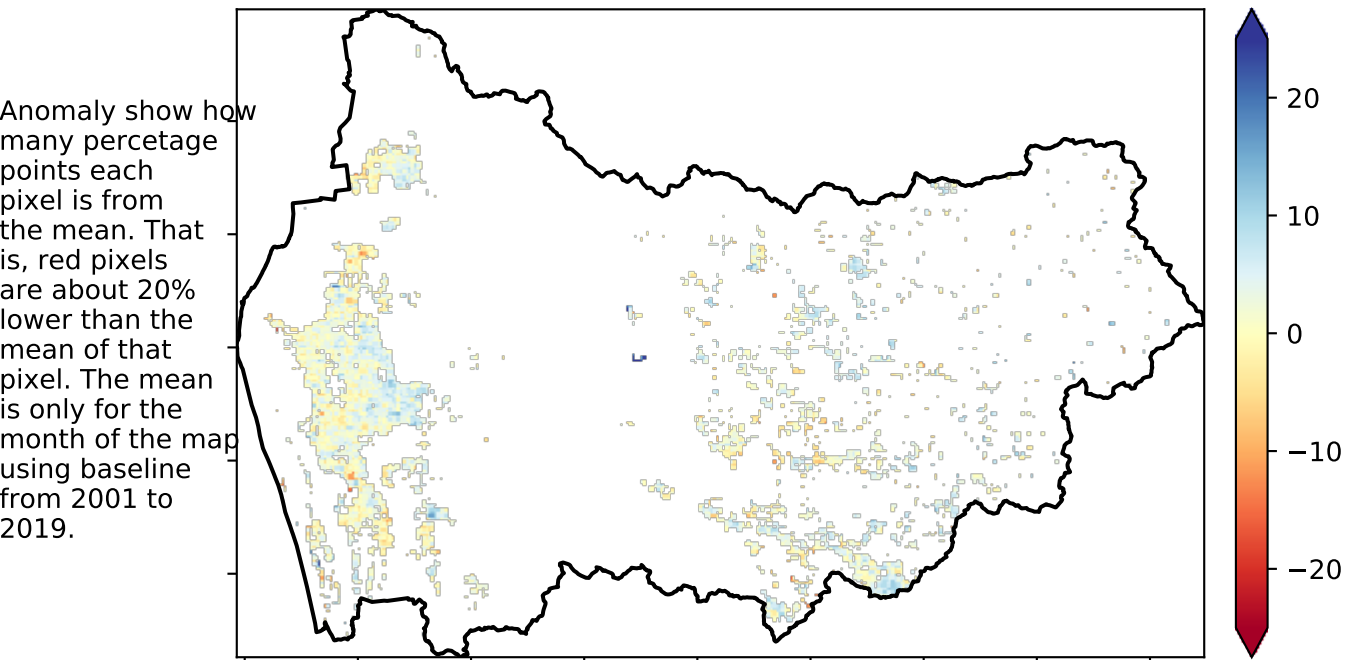 Anomaly show how
many percetage
points each
pixel is from
the mean. That
is, red pixels
are about 20%
lower than the
mean of that
pixel. The mean
is only for the
month of the map
using baseline
from 2001 to
2019.
20
10
0
−10
−20